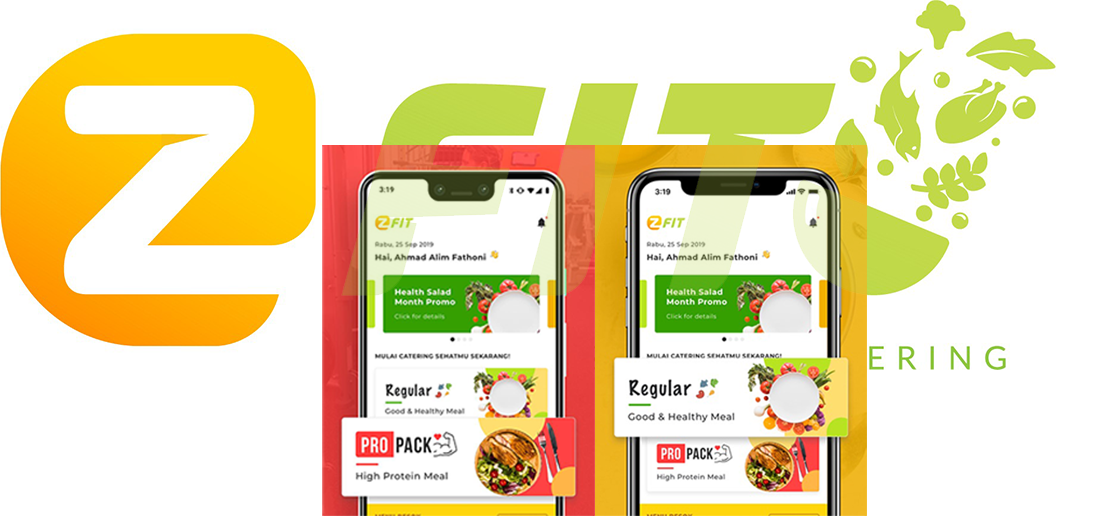 Z
FIT
ERING
3:19
Z FIT
Rabu, 25 Sep 2019
Hai, Ahmad Alim Fathoni
Health Salad
Month Promo
Click for details
MULAI CATERING SEHATMU SEKARANG!
Regular
Good & Healthy Meal
PRO PACK
High Protein Meal
3:19
Z FIT
Rabu, 25 Sep 2019
Hai, Ahmad Alim Fathoni
Health Salad
Month Promo
Click for details
MULAI CATERING SEHATMU SEKARANG!
Regular
Good & Healthy Meal
PRO PACK
High Protein Meal